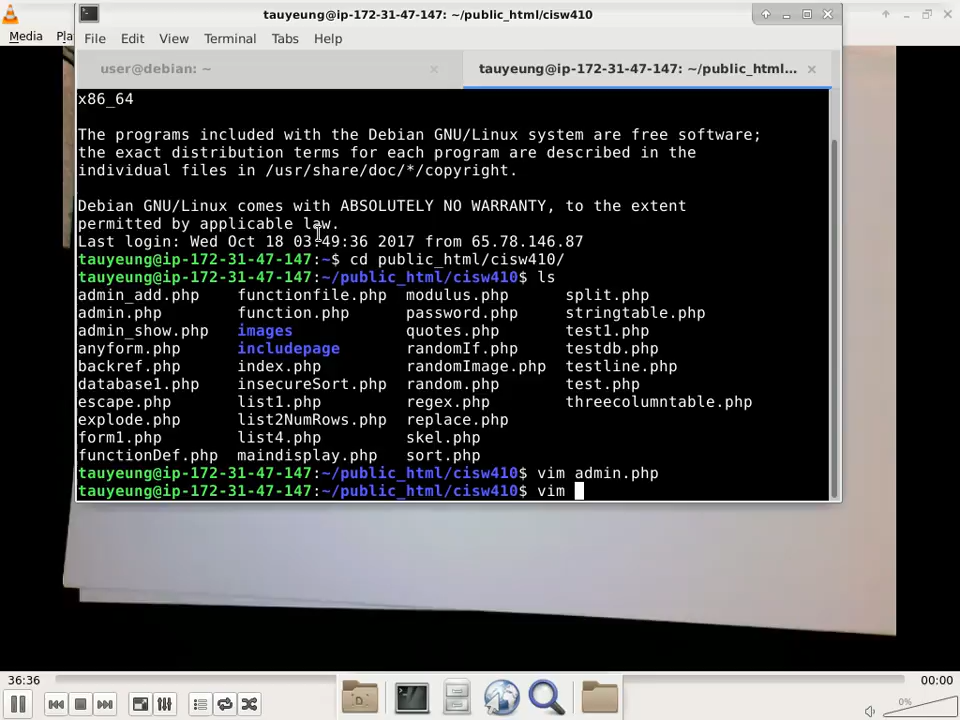 tauyeung@ip-172-31-47-147: ~/public_html/cisw410
Media Pla
File Edit View Terminal Tabs Help
user@debian: ~
tauyeung@ip-172-31-47-147: ~/public_html...
x86_64
The programs included with the Debian GNU/Linux system are free software;
the exact distribution terms for each program are described in the
individual files in /usr/share/doc/*/copyright.
Debian GNU/Linux comes with ABSOLUTELY NO WARRANTY, to the extent
permitted by applicable law.
Last login: Wed Oct 18 03:49:36 2017 from 65.78.146.87
tauyeung@ip-172-31-47-147:~$ cd public_html/cisw410/
tauyeung@ip-172-31-47-147:~/public_html/cisw410$ ls
admin_add.php functionfile.php modulus.php split.php
admin.php function.php password.php stringtable.php
admin_show.php images quotes.php test1.php
anyform.php includepage randomIf.php testdb.php
backref.php index.php randomImage.php testline.php
database1.php insecureSort.php random.php test.php
escape.php list1.php regex.php threecolumntable.php
explode.php list2NumRows.php replace.php
form1.php list4.php skel.php
functionDef.php maindisplay.php sort.php
tauyeung@ip-172-31-47-147:~/public_html/cisw410$ vim admin.php
tauyeung@ip-172-31-47-147:~/public_html/cisw410$ vim
36:36
00:00
0%